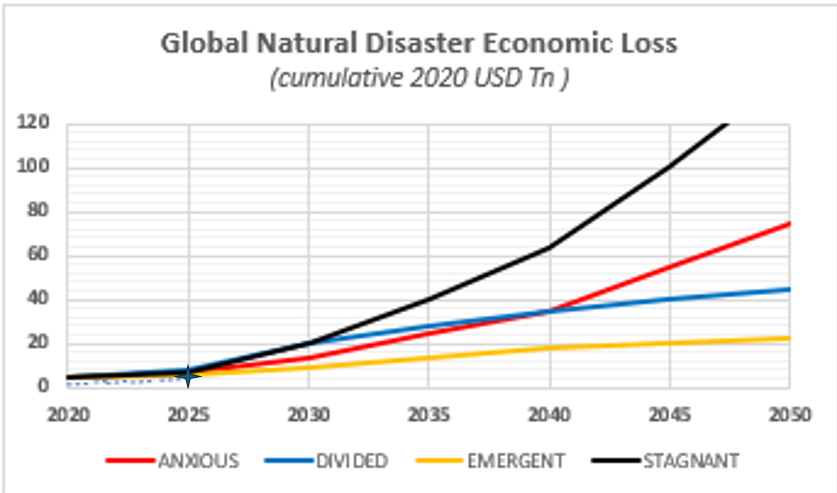 Global Natural Disaster Economic Loss
(cumulative 2020 USD Tn )
120
100
80
60
40
20
0
2020 2025 2030 2035 2040 2045 2050
ANXIOUS DIVIDED EMERGENT STAGNANT